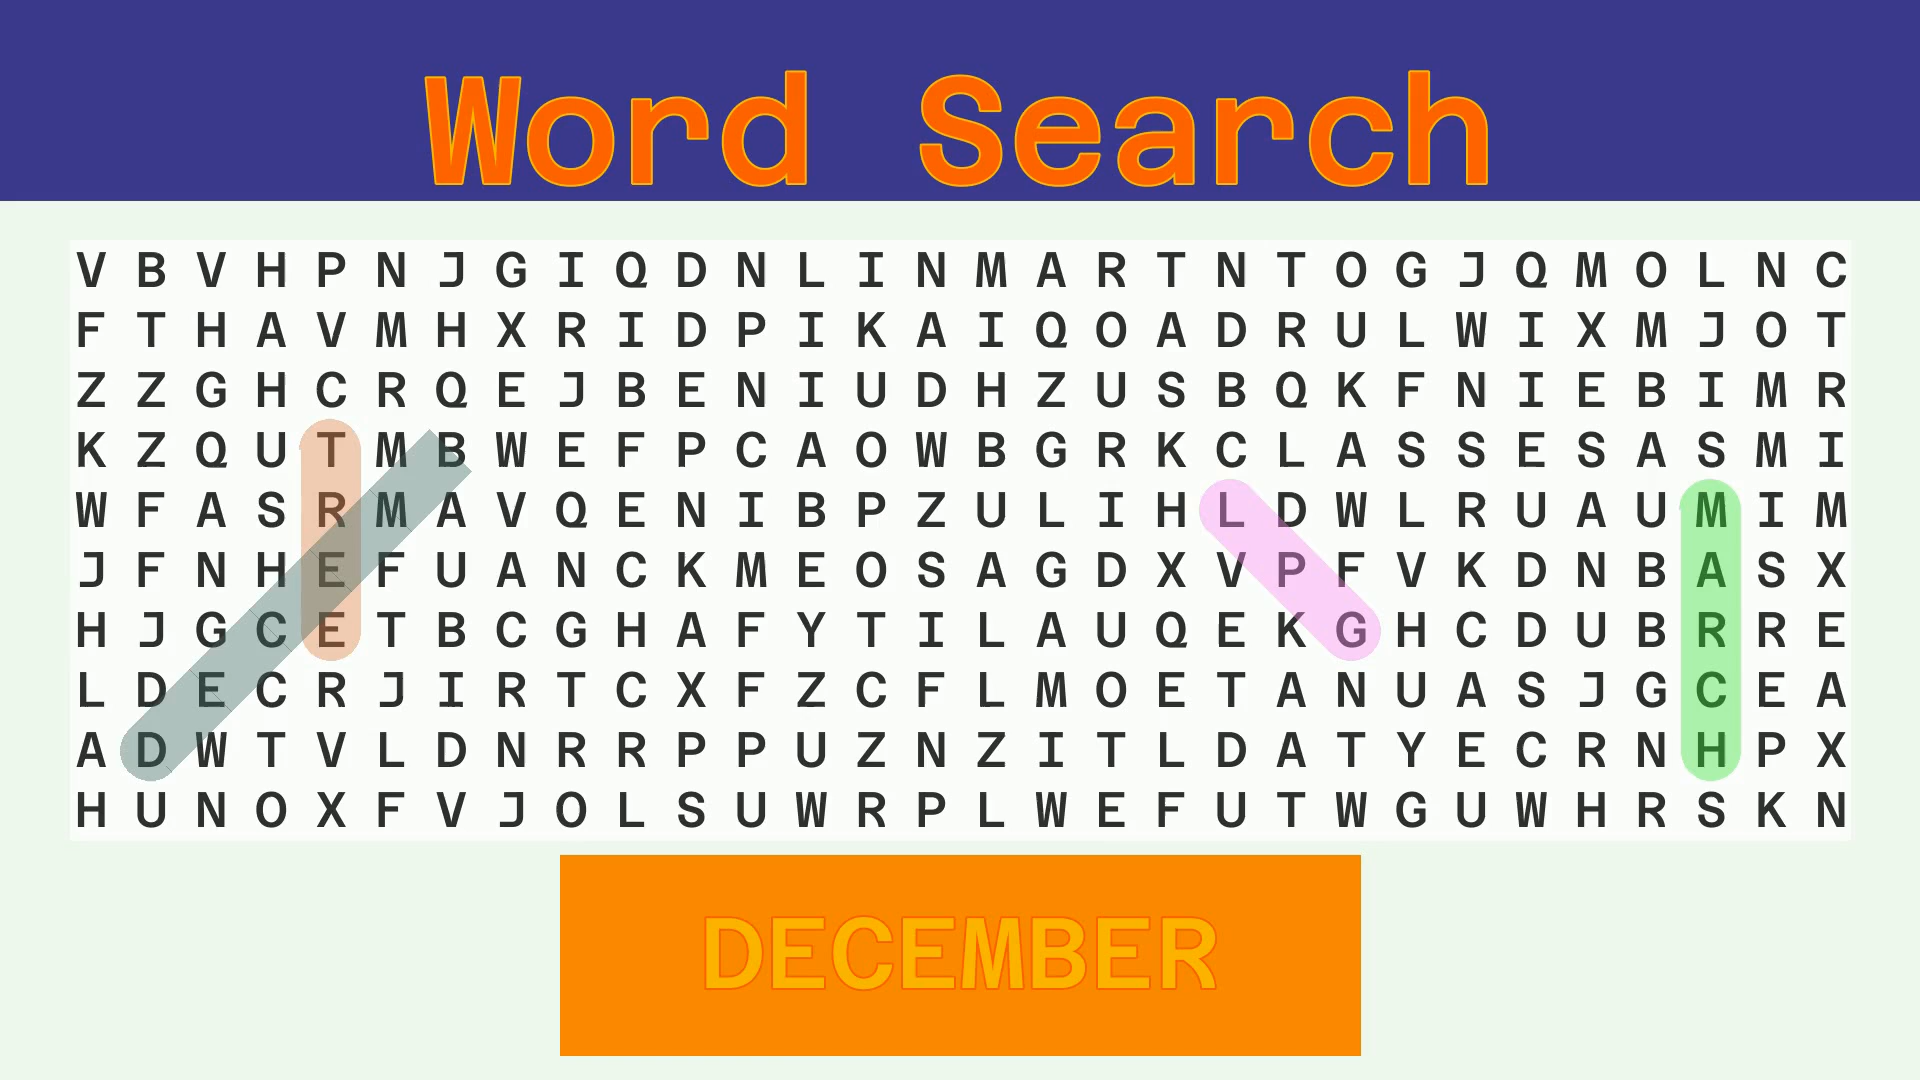 Word Search
V B V H P N J G I Q D N L I N M A R T N T O G J Q M O L N C
F T H A V M H X R I D P I K A I Q O A D R U L W I X M J O T
Z Z G H C R Q E J B E N I U D H Z U S B Q K F N I E B I M R
K Z Q U T M B W E F P C A O W B G R K C L A S S E S A S M I
W F A S R M A V Q E N I B P Z U L I H L D W L R U A U M I M
J F N H E F U A N C K M E O S A G D X V P F V K D N B A S X
H J G C E T B C G H A F Y T I L A U Q E K G H C D U B R R E
L D E C R J I R T C X F Z C F L M O E T A N U A S J G C E A
A D W T V L D N R R P P U Z N Z I T L D A T Y E C R N H P X
H U N O X F V J O L S U W R P L W E F U T W G U W H R S K N
DECEMBER